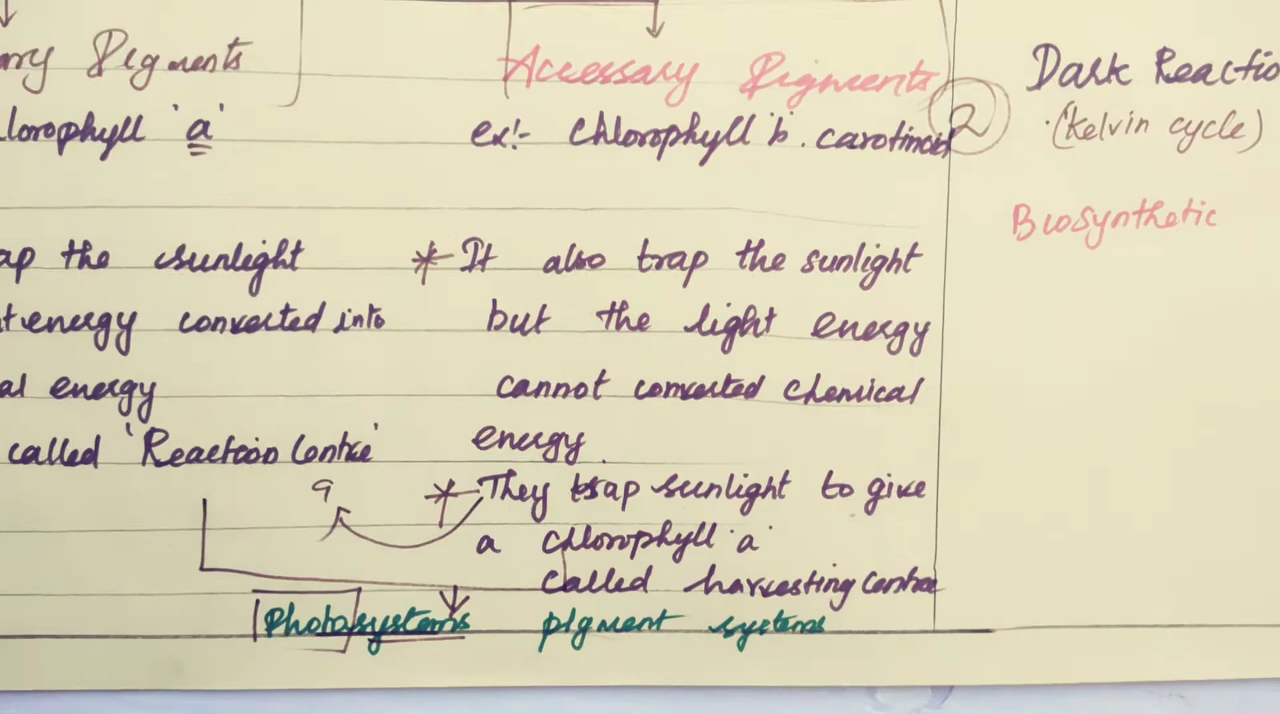 ary Pigments
lorophyll 'a'
ap the sunlight
t energy converted into
al energy
called 'Reaction Centre'
a
Accessary Pigments
ex:- Chlorophyll 'b'. carotinoid
* It also trap the sunlight
but the light energy
cannot converted chemical
energy.
* They trap sunlight to give
a chlorophyll 'a'
called harvesting centre
Photosystems pigment systems
2
Dark Reactio
(Kelvin cycle)
Biosynthetic